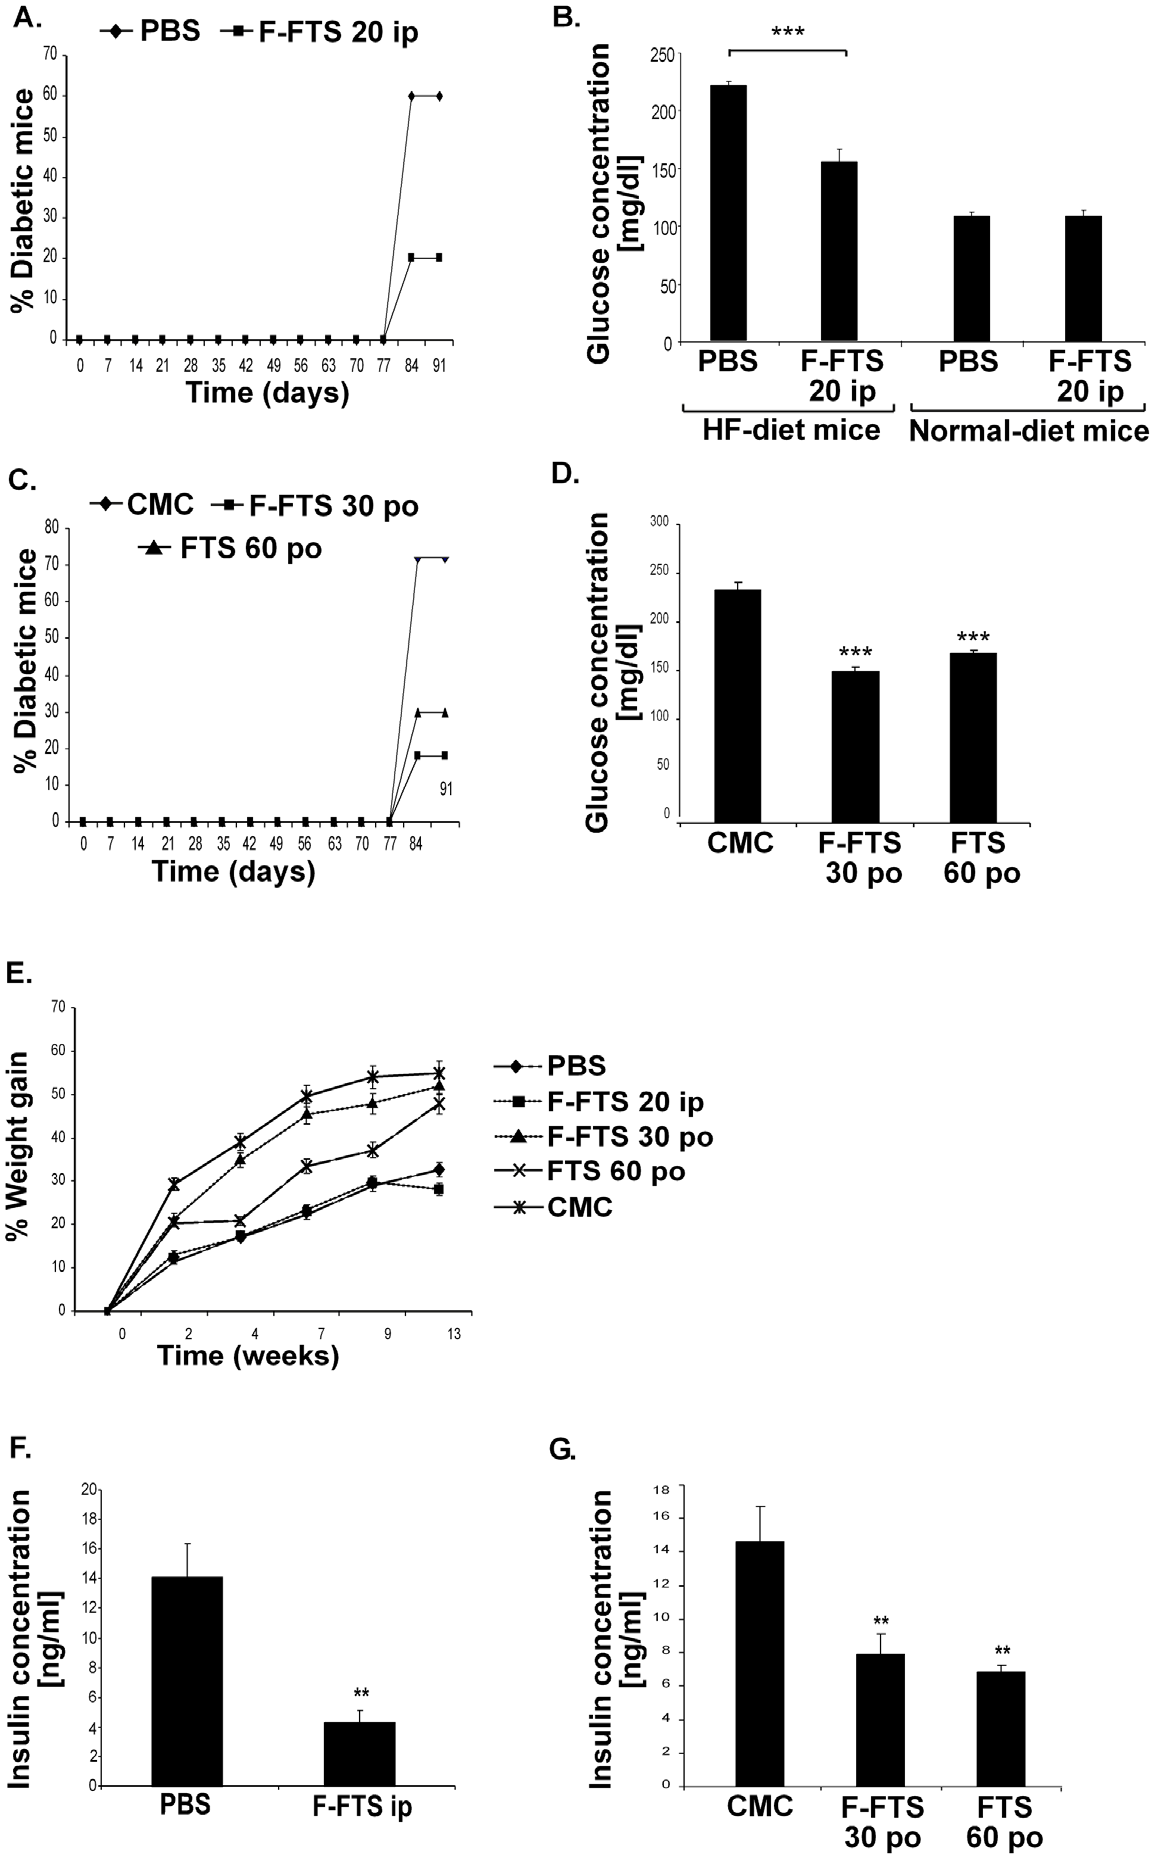 A.
PBS F-FTS 20 ip
70
60
50
40
30
20
10
0
% Diabetic mice
0 7 14 21 28 35 42 49 56 63 70 77 84 91
Time (days)
B.
***
250
200
150
100
50
0
Glucose concentration
[mg/dl]
PBS F-FTS PBS F-FTS
20 ip 20 ip
HF-diet mice Normal-diet mice
C.
CMC F-FTS 30 po
FTS 60 po
80
70
60
50
40
30
20
10
0
% Diabetic mice
91
0 7 14 21 28 35 42 49 56 63 70 77 84
Time (days)
D.
300
250
200
150
100
50
0
Glucose concentration
[mg/dl]
*** ***
CMC F-FTS FTS
30 po 60 po
E.
70
60
50
40
30
20
10
0
% Weight gain
0 2 4 7 9 13
Time (weeks)
PBS
F-FTS 20 ip
F-FTS 30 po
FTS 60 po
CMC
F.
20
18
16
14
12
10
8
6
4
2
0
Insulin concentration
[ng/ml]
**
PBS F-FTS ip
G.
18
16
14
12
10
8
6
4
2
0
Insulin concentration
[ng/ml]
** **
CMC F-FTS FTS
30 po 60 po